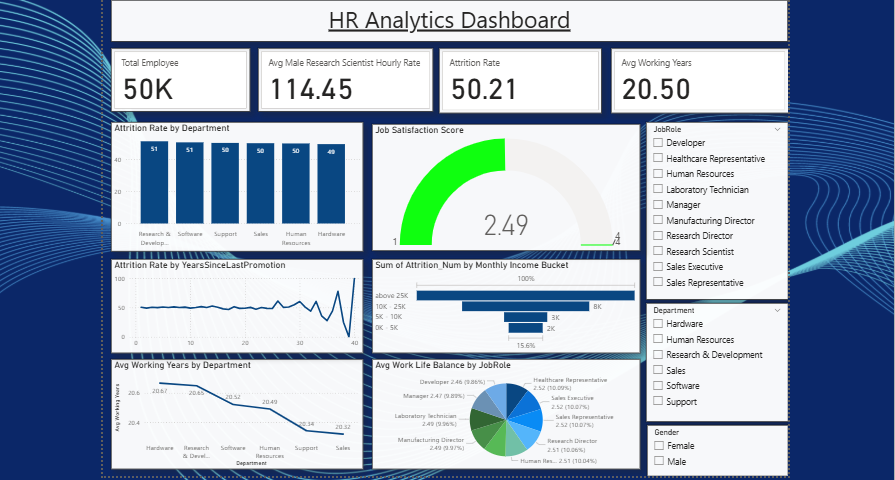 HR Analytics Dashboard
Total Employee
50K
Avg Male Research Scientist Hourly Rate
114.45
Attrition Rate
50.21
Avg Working Years
20.50
Attrition Rate by Department
40
20
0
51
51
50
50
50
49
Research & Develop...
Software
Support
Sales
Human Resources
Hardware
Job Satisfaction Score
2.49
1
4
4
JobRole
Developer
Healthcare Representative
Human Resources
Laboratory Technician
Manager
Manufacturing Director
Research Director
Research Scientist
Sales Executive
Sales Representative
Attrition Rate by YearsSinceLastPromotion
100
50
0
0
10
20
30
40
Sum of Attrition_Num by Monthly Income Bucket
100%
above 25K
10K - 25K
8K
5K - 10K
3K
0K - 5K
2K
15.6%
Department
Hardware
Human Resources
Research & Development
Sales
Software
Support
Avg Working Years by Department
Avg Working Years
20.6
20.4
20.67
20.65
20.52
20.49
20.34
20.32
Hardware
Research & Devel...
Software
Human Resources
Support
Sales
Department
Avg Work Life Balance by JobRole
Developer 2.46 (9.86%)
Manager 2.47 (9.89%)
Laboratory Technician
2.49 (9.96%)
Manufacturing Director
2.49 (9.97%)
Healthcare Representative
2.52 (10.09%)
Sales Executive
2.52 (10.07%)
Sales Representative
2.52 (10.07%)
Research Director
2.51 (10.06%)
Human Res... 2.51 (10.04%)
Gender
Female
Male